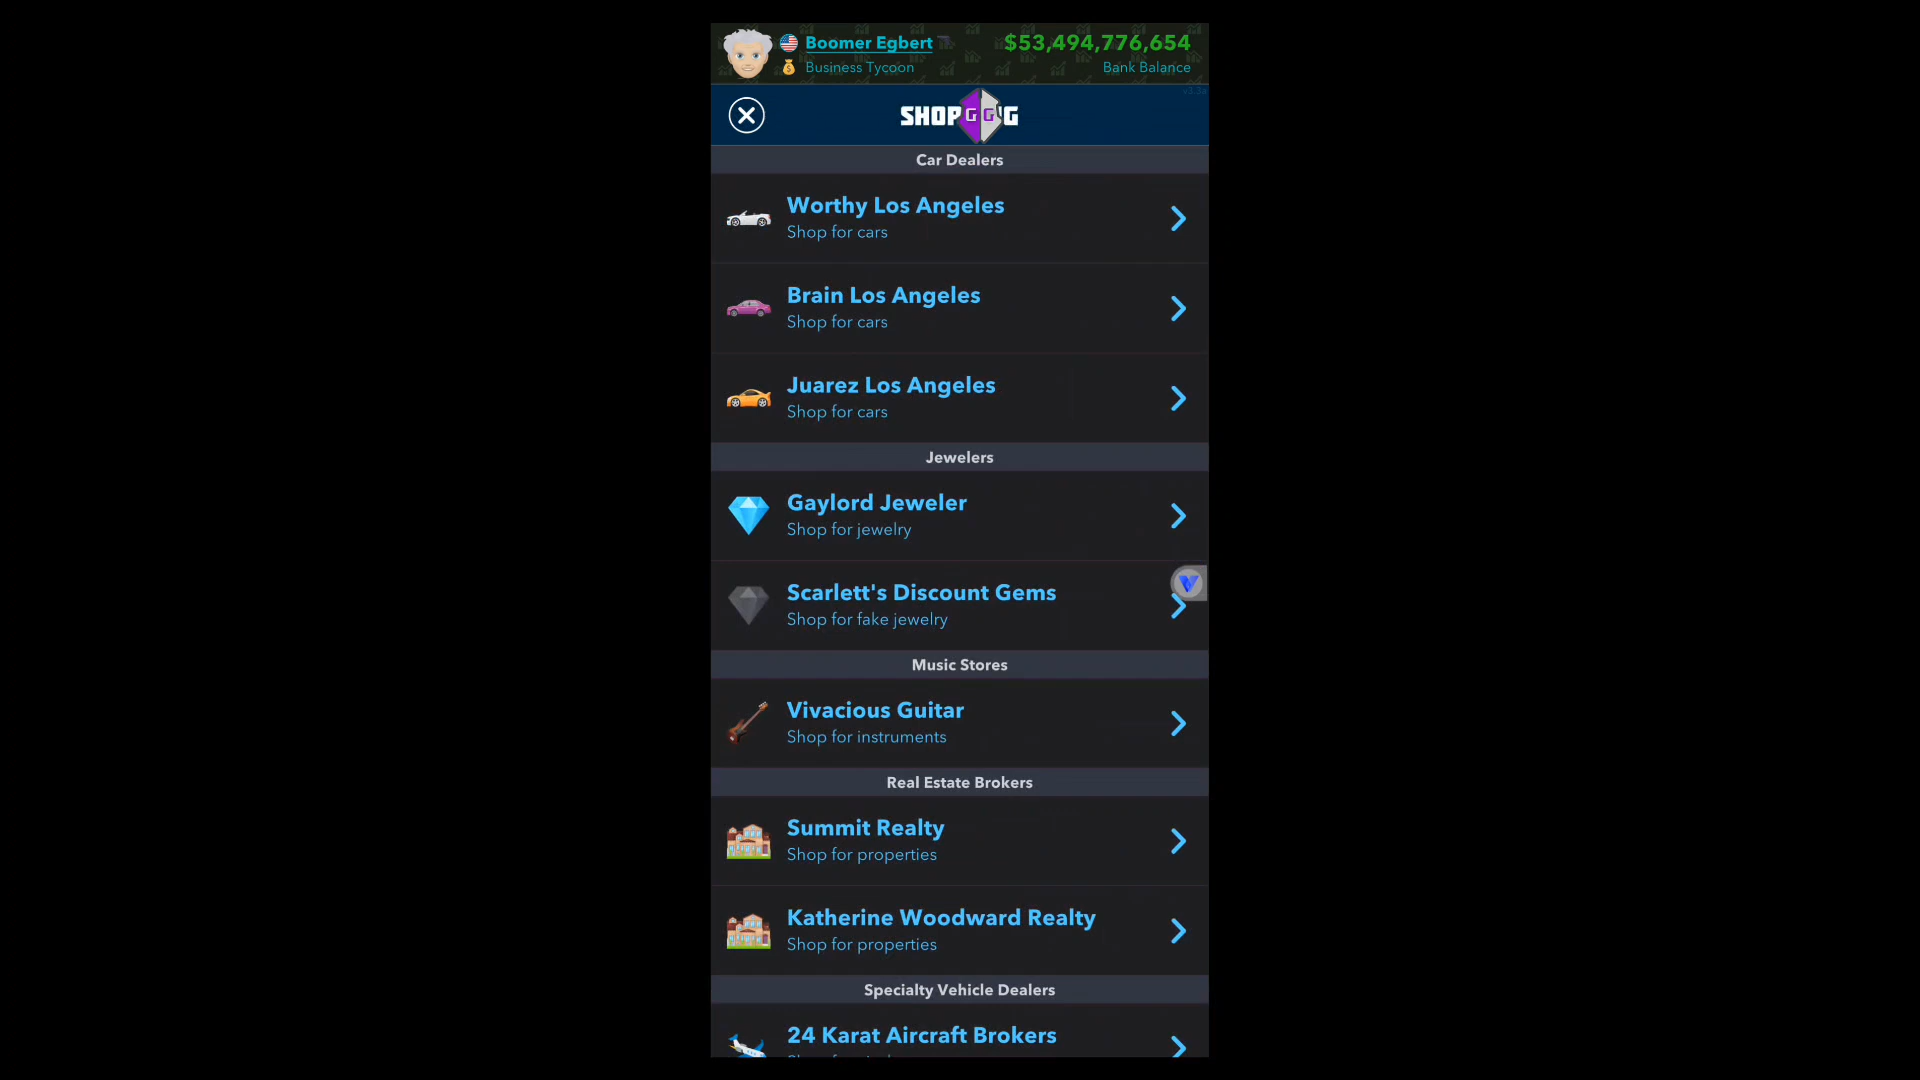 Boomer Egbert
$53,494,776,654
Business Tycoon
Bank Balance
v3.3a
SHOP G G G
Car Dealers
Worthy Los Angeles
Shop for cars
Brain Los Angeles
Shop for cars
Juarez Los Angeles
Shop for cars
Jewelers
Gaylord Jeweler
Shop for jewelry
Scarlett's Discount Gems
Shop for fake jewelry
Music Stores
Vivacious Guitar
Shop for instruments
Real Estate Brokers
Summit Realty
Shop for properties
Katherine Woodward Realty
Shop for properties
Specialty Vehicle Dealers
24 Karat Aircraft Brokers